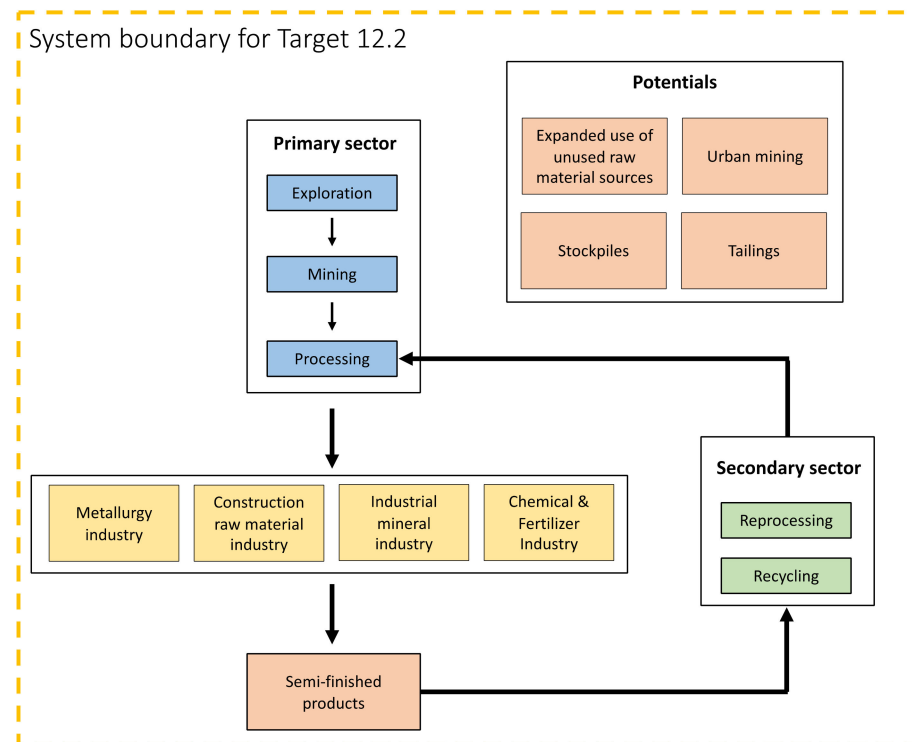 System boundary for Target 12.2
Potentials
Expanded use of
unused raw
material sources
Urban mining
Stockpiles
Tailings
Primary sector
Exploration
Mining
Processing
Metallurgy
industry
Construction
raw material
industry
Industrial
mineral
industry
Chemical &
Fertilizer
Industry
Secondary sector
Reprocessing
Recycling
Semi-finished
products